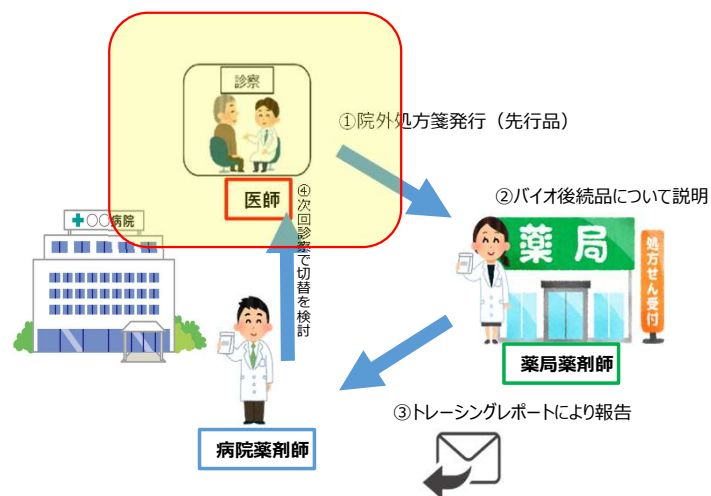 診察
①院外処方箋発行（先行品）
医師
④次回診察で切替を検討
②バイオ後続品について説明
○○病院
薬局
処方せん受付
薬局薬剤師
③トレーシングレポートにより報告
病院薬剤師